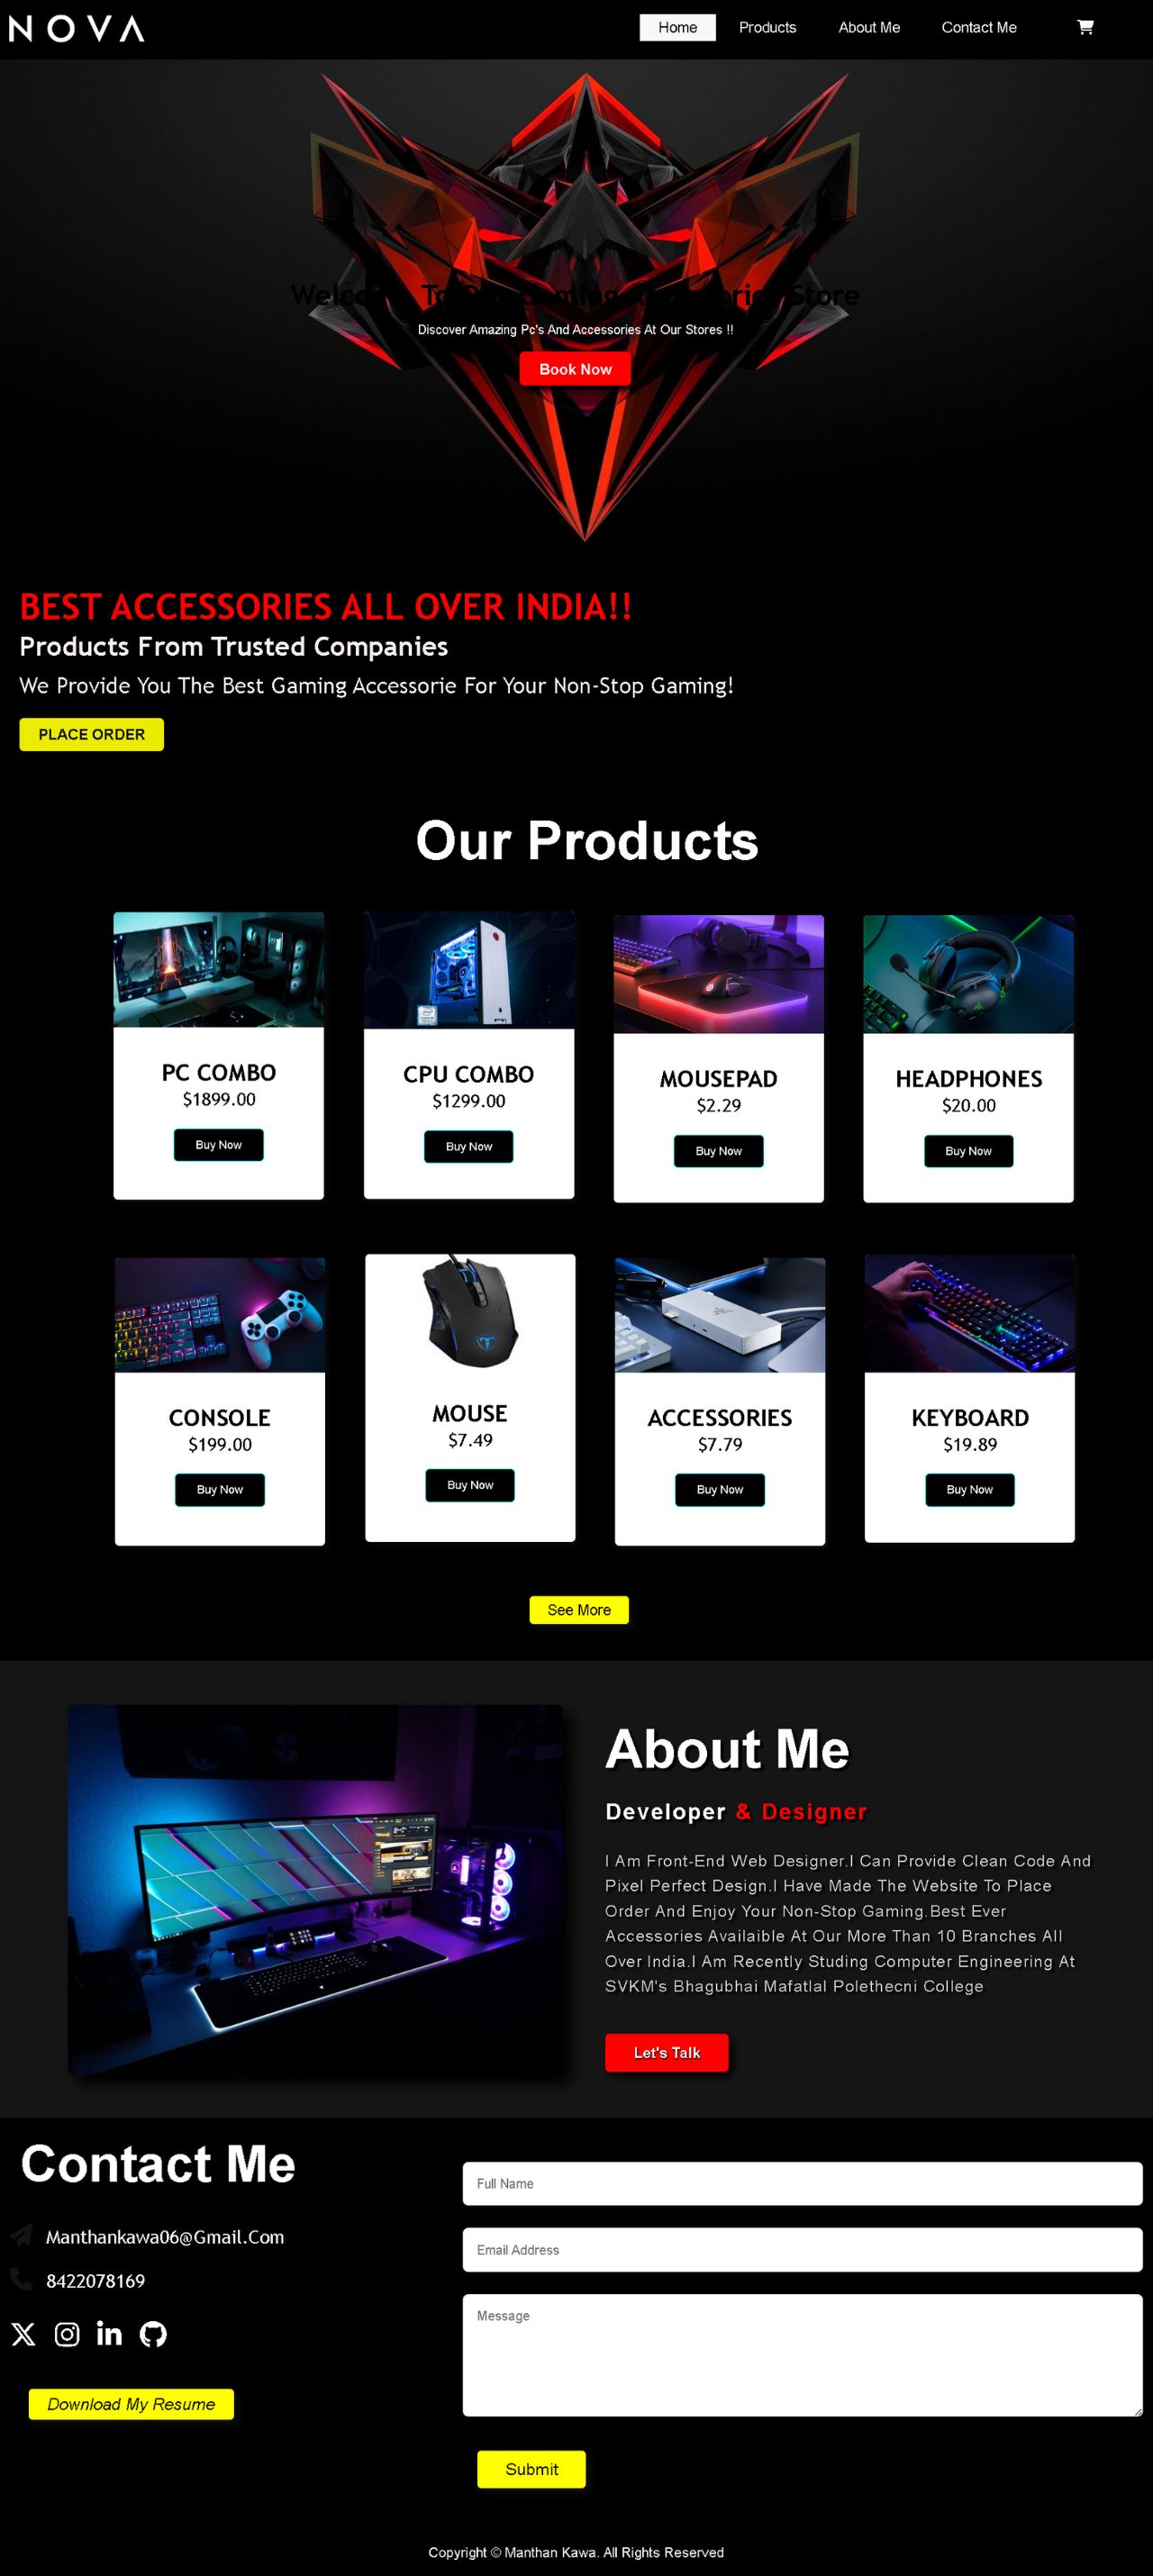 NOVA
Home Products About Me Contact Me
Welcome To Our Gaming Accessories Store
Discover Amazing Pc's And Accessories At Our Stores !!
Book Now
BEST ACCESSORIES ALL OVER INDIA!!
Products From Trusted Companies
We Provide You The Best Gaming Accessorie For Your Non-Stop Gaming!
PLACE ORDER
Our Products
PC COMBO
$1899.00
Buy Now
CPU COMBO
$1299.00
Buy Now
MOUSEPAD
$2.29
Buy Now
HEADPHONES
$20.00
Buy Now
CONSOLE
$199.00
Buy Now
MOUSE
$7.49
Buy Now
ACCESSORIES
$7.79
Buy Now
KEYBOARD
$19.89
Buy Now
See More
About Me
Developer & Designer
I Am Front-End Web Designer.I Can Provide Clean Code And
Pixel Perfect Design.I Have Made The Website To Place
Order And Enjoy Your Non-Stop Gaming.Best Ever
Accessories Availaible At Our More Than 10 Branches All
Over India.I Am Recently Studing Computer Engineering At
SVKM's Bhagubhai Mafatlal Polethecni College
Let's Talk
Contact Me
Manthankawa06@Gmail.Com
8422078169
Download My Resume
Full Name
Email Address
Message
Submit
Copyright © Manthan Kawa. All Rights Reserved